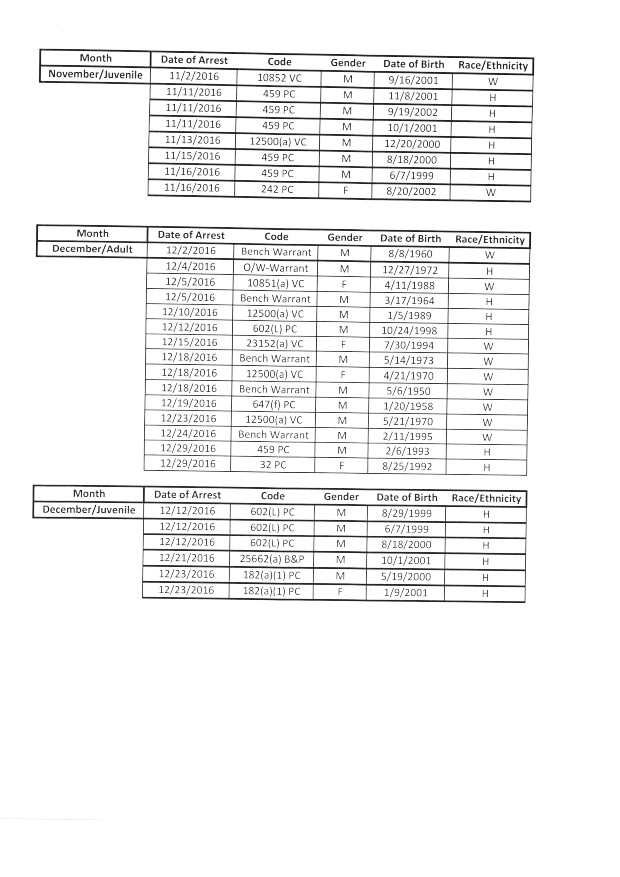 Month Date of Arrest Code Gender Date of Birth Race/Ethnicity
November/Juvenile 11/2/2016 10852 VC M 9/16/2001 W
11/11/2016 459 PC M 11/8/2001 H
11/11/2016 459 PC M 9/19/2002 H
11/11/2016 459 PC M 10/1/2001 H
11/13/2016 12500(a) VC M 12/20/2000 H
11/15/2016 459 PC M 8/18/2000 H
11/16/2016 459 PC M 6/7/1999 H
11/16/2016 242 PC F 8/20/2002 W
Month Date of Arrest Code Gender Date of Birth Race/Ethnicity
December/Adult 12/2/2016 Bench Warrant M 8/8/1960 W
12/4/2016 O/W-Warrant M 12/27/1972 H
12/5/2016 10851(a) VC F 4/11/1988 W
12/5/2016 Bench Warrant M 3/17/1964 H
12/10/2016 12500(a) VC M 1/5/1989 H
12/12/2016 602(L) PC M 10/24/1998 H
12/15/2016 23152(a) VC F 7/30/1994 W
12/18/2016 Bench Warrant M 5/14/1973 W
12/18/2016 12500(a) VC F 4/21/1970 W
12/18/2016 Bench Warrant M 5/6/1950 W
12/19/2016 647(f) PC M 1/20/1958 W
12/23/2016 12500(a) VC M 5/21/1970 W
12/24/2016 Bench Warrant M 2/11/1995 W
12/29/2016 459 PC M 2/6/1993 H
12/29/2016 32 PC F 8/25/1992 H
Month Date of Arrest Code Gender Date of Birth Race/Ethnicity
December/Juvenile 12/12/2016 602(L) PC M 8/29/1999 H
12/12/2016 602(L) PC M 6/7/1999 H
12/12/2016 602(L) PC M 8/18/2000 H
12/21/2016 25662(a) B&P M 10/1/2001 H
12/23/2016 182(a)(1) PC M 5/19/2000 H
12/23/2016 182(a)(1) PC F 1/9/2001 H